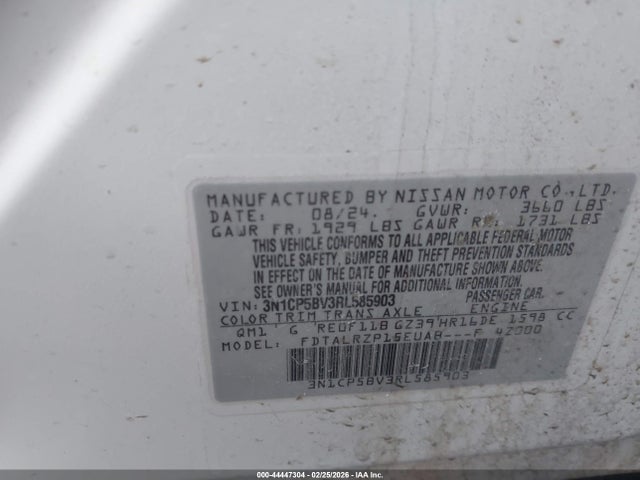 MANUFACTURED BY NISSAN MOTOR CO.,LTD.
DATE: 08/24. GVWR: 3660 LBS
GAWR FR: 1929 LBS GAWR RR: 1731 LBS
THIS VEHICLE CONFORMS TO ALL APPLICABLE FEDERAL MOTOR
VEHICLE SAFETY, BUMPER AND THEFT PREVENTION STANDARDS
IN EFFECT ON THE DATE OF MANUFACTURE SHOWN ABOVE.
SEE OWNER'S MANUAL FOR ADDITIONAL INFORMATION.
VIN: 3N1CP5BV3RL585903 PASSENGER CAR.
COLOR TRIM TRANS AXLE ENGINE
QM1 G RE0F11B GZ39 HR16DE 1598 CC
MODEL: FDTALRZP15EUAB---F 4Z000
3N1CP5BV3RL585903
000-44447304 - 02/25/2026 - IAA Inc.